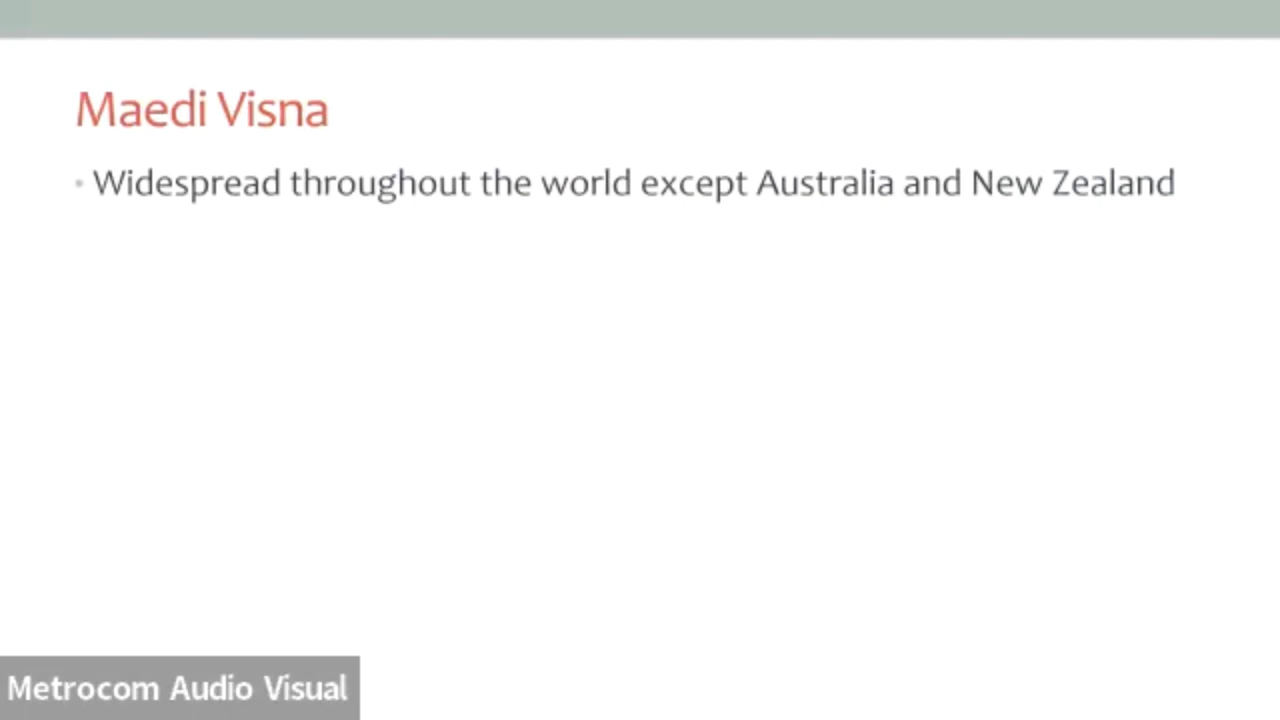 Maedi Visna
• Widespread throughout the world except Australia and New Zealand
Metrocom Audio Visual